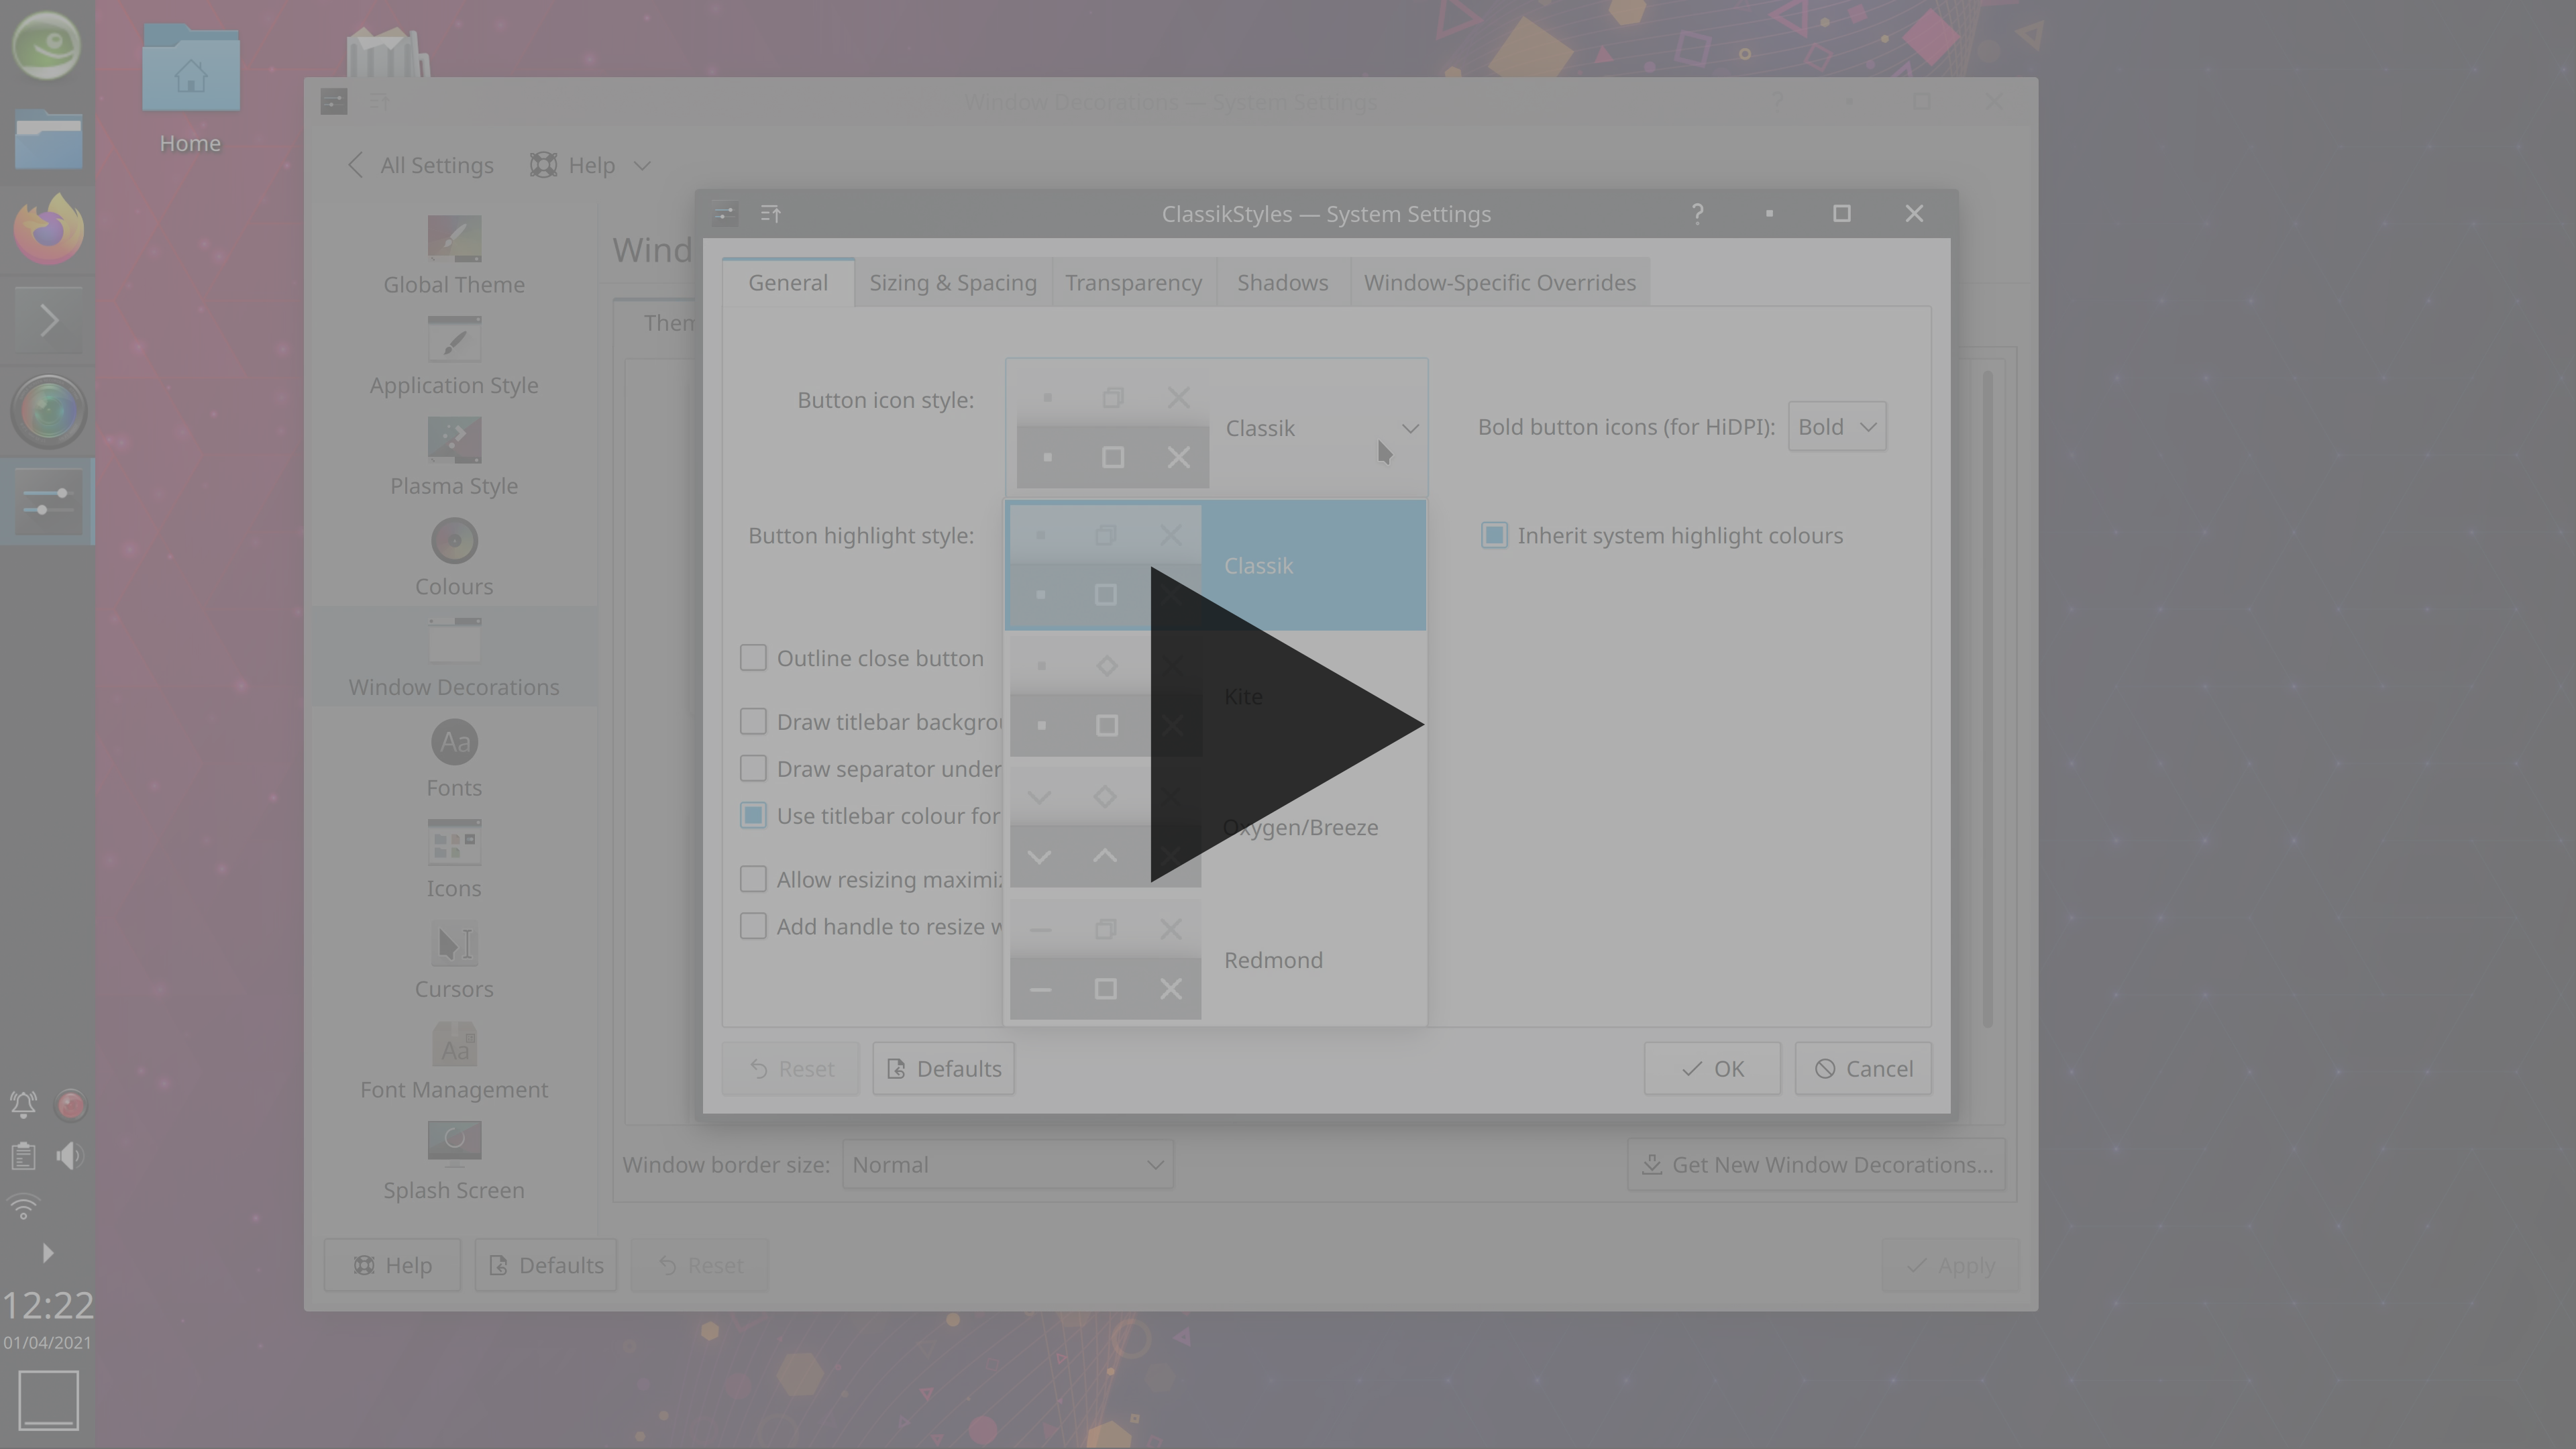 Home
Window Decorations — System Settings
All Settings
Help
ClassikStyles — System Settings
Global Theme
Application Style
Plasma Style
Colours
Window Decorations
Aa
Fonts
Icons
Cursors
Aa
Font Management
Splash Screen
Wind
Them
General
Sizing & Spacing
Transparency
Shadows
Window-Specific Overrides
Button icon style:
Classik
Bold button icons (for HiDPI):
Bold
Button highlight style:
Inherit system highlight colours
Classik
Kite
Oxygen/Breeze
Redmond
Outline close button
Draw titlebar backgro
Draw separator under
Use titlebar colour for
Allow resizing maximi
Add handle to resize
Reset
Defaults
OK
Cancel
Window border size:
Normal
Get New Window Decorations...
Help
Defaults
Reset
Apply
12:22
01/04/2021